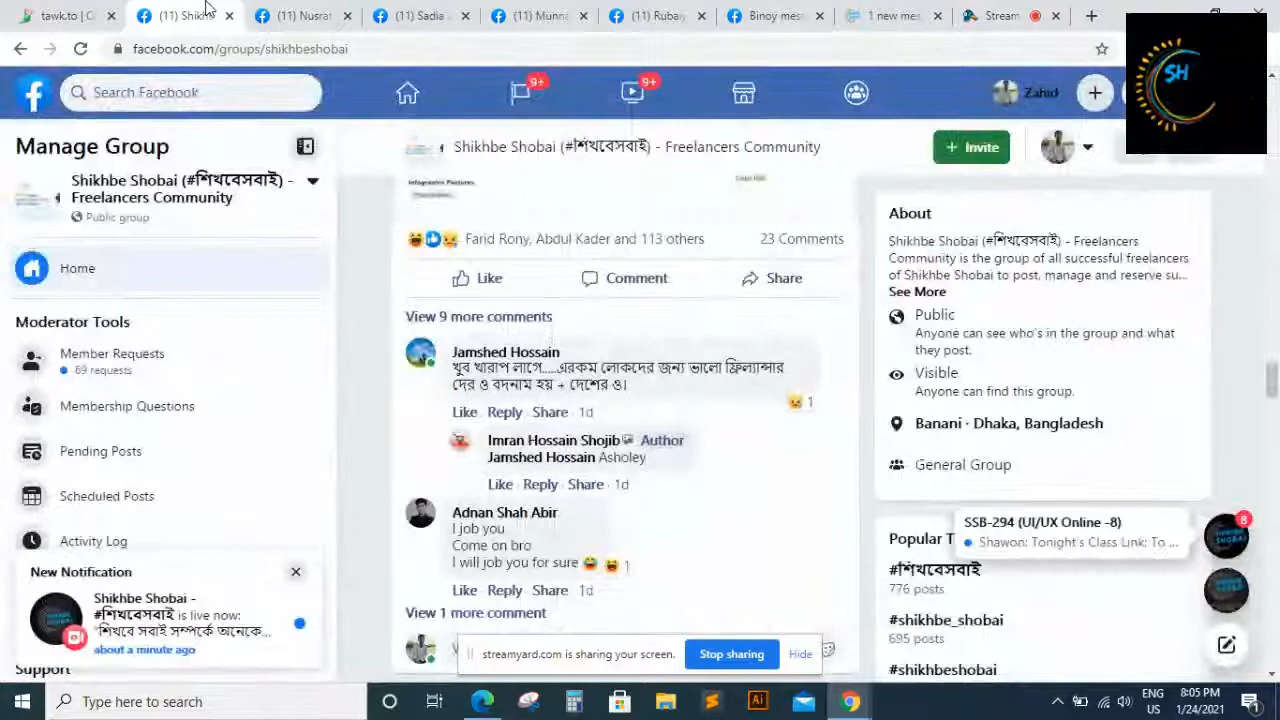 tawk.to | C
(11) Shikh
(11) Nusrat
(11) Sadia
(11) Munna
(11) Rubay
Binoy mes
1 new mes
Stream
facebook.com/groups/shikhbeshobai
SH
Search Facebook
9+
9+
Zahid
Manage Group
Shikhbe Shobai (#শিখবেসবাই) - Freelancers Community
Invite
Shikhbe Shobai (#শিখবেসবাই) -
Freelancers Community
Public group
Home
Moderator Tools
Member Requests
69 requests
Membership Questions
Pending Posts
Scheduled Posts
Activity Log
New Notification
Shikhbe Shobai -
#শিখবেসবাই is live now:
"শিখবে সবাই সম্পর্কে অনেকে...
about a minute ago
Support
Farid Rony, Abdul Kader and 113 others
23 Comments
Like
Comment
Share
View 9 more comments
Jamshed Hossain
খুব খারাপ লাগে.....এরকম লোকদের জন্য ভালো ফ্রিল্যান্সার
দের ও বদনাম হয় + দেশের ও।
1
Like Reply Share · 1d
Imran Hossain Shojib Author
Jamshed Hossain Asholey
Like · Reply · Share · 1d
Adnan Shah Abir
I job you
Come on bro
I will job you for sure
1
Like Reply Share 1d
View 1 more comment
About
Shikhbe Shobai (#শিখবেসবাই) - Freelancers
Community is the group of all successful freelancers
of Shikhbe Shobai to post, manage and reserve su...
See More
Public
Anyone can see who's in the group and what
they post.
Visible
Anyone can find this group.
Banani · Dhaka, Bangladesh
General Group
SSB-294 (UI/UX Online -8)
Shawon: Tonight's Class Link: To ...
8
Popular T
#শিখবেসবাই
776 posts
#shikhbe_shobai
695 posts
#shikhbeshobai
streamyard.com is sharing your screen.
Stop sharing
Hide
Type here to search
Ai
ENG
US
8:05 PM
1/24/2021
1